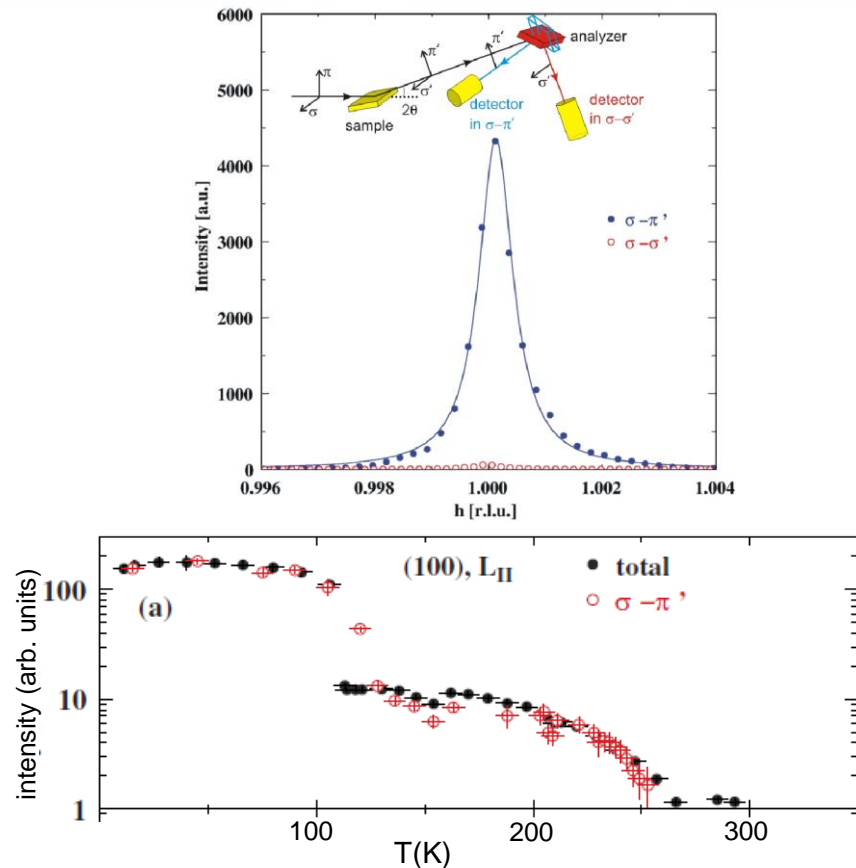 6000
5000
4000
3000
2000
1000
0
Intensity [a.u.]
π
σ
sample
2θ
π'
σ'
π'
analyzer
σ'
detector
in σ−π'
detector
in σ−σ'
σ−π'
σ−σ'
0.996
0.998
1.000
1.002
1.004
h [r.l.u.]
100
10
1
intensity (arb. units)
(a)
(100), L_II
total
σ−π'
100
200
300
T(K)